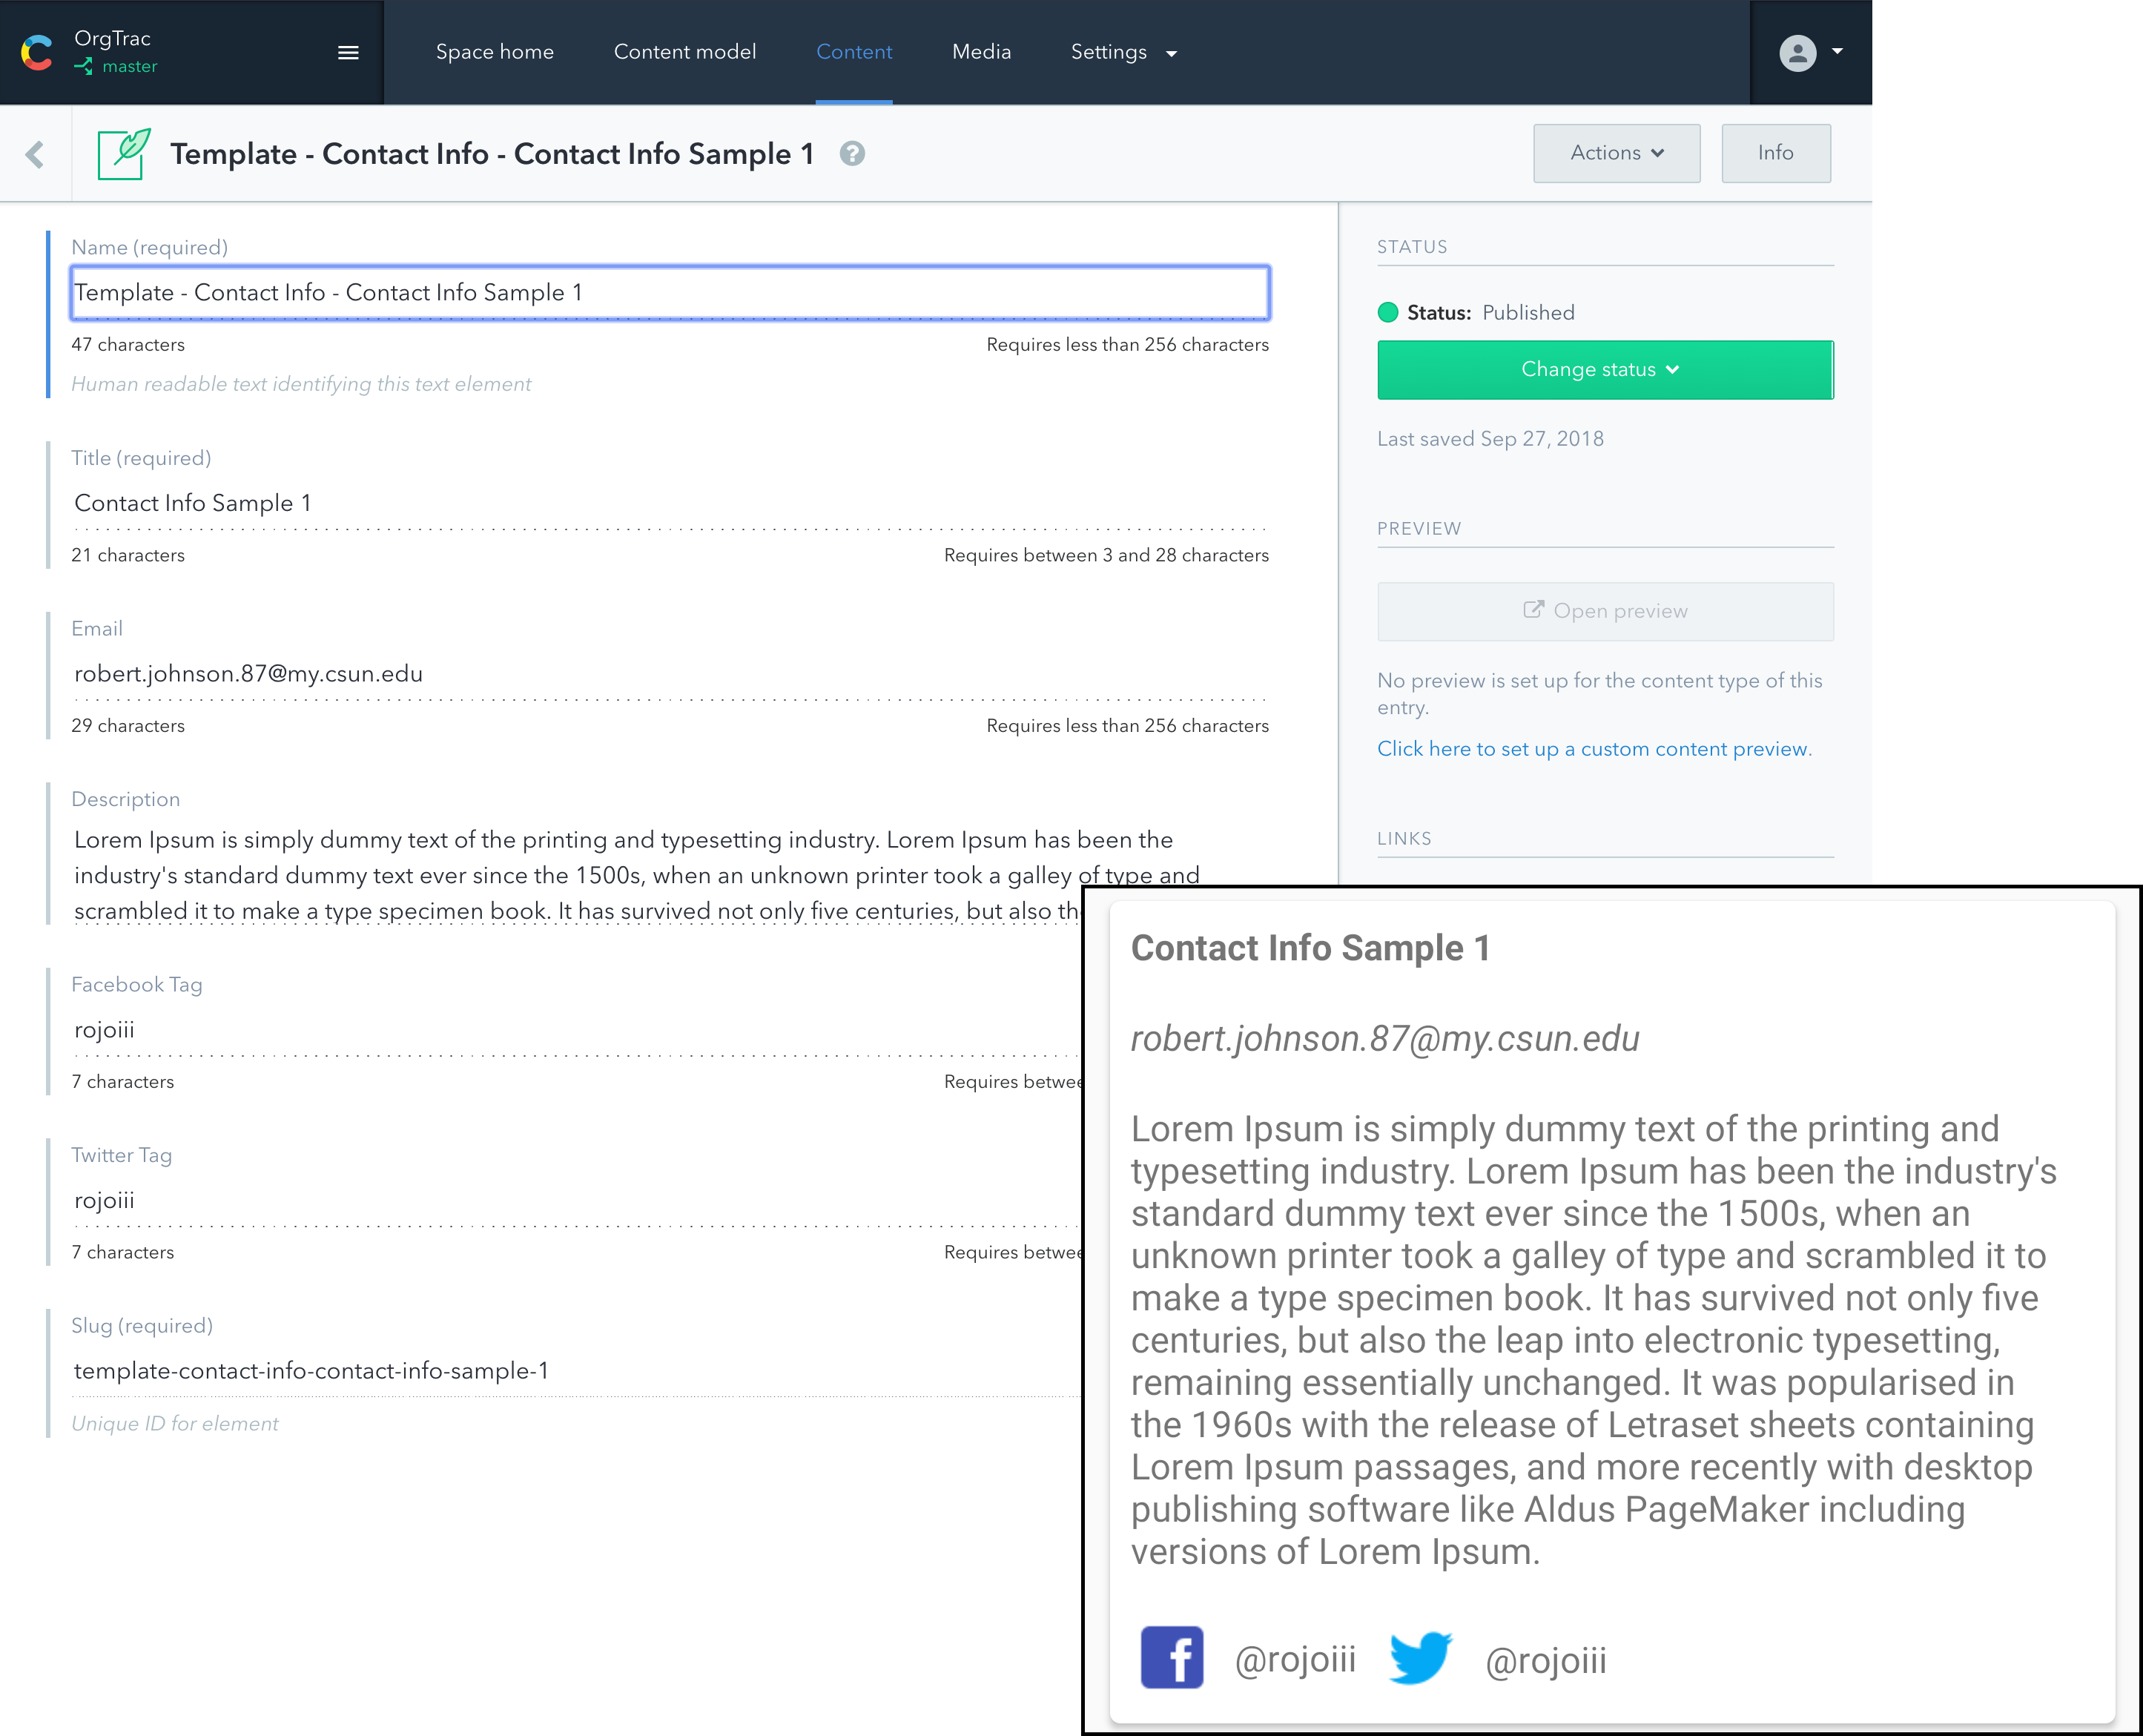 OrgTrac
master
Space home
Content model
Content
Media
Settings
Template - Contact Info - Contact Info Sample 1
?
Actions
Info
Name (required)
Template - Contact Info - Contact Info Sample 1
47 characters
Requires less than 256 characters
Human readable text identifying this text element
Title (required)
Contact Info Sample 1
21 characters
Requires between 3 and 28 characters
Email
robert.johnson.87@my.csun.edu
29 characters
Requires less than 256 characters
Description
Lorem Ipsum is simply dummy text of the printing and typesetting industry. Lorem Ipsum has been the
industry's standard dummy text ever since the 1500s, when an unknown printer took a galley of type and
scrambled it to make a type specimen book. It has survived not only five centuries, but also
Facebook Tag
rojoiii
7 characters
Requires
Twitter Tag
rojoiii
7 characters
Requires
Slug (required)
template-contact-info-contact-info-sample-1
Unique ID for element
STATUS
Status: Published
Change status
Last saved Sep 27, 2018
PREVIEW
Open preview
No preview is set up for the content type of this
entry.
Click here to set up a custom content preview.
LINKS
Contact Info Sample 1
robert.johnson.87@my.csun.edu
Lorem Ipsum is simply dummy text of the printing and
typesetting industry. Lorem Ipsum has been the industry's
standard dummy text ever since the 1500s, when an
unknown printer took a galley of type and scrambled it to
make a type specimen book. It has survived not only five
centuries, but also the leap into electronic typesetting,
remaining essentially unchanged. It was popularised in
the 1960s with the release of Letraset sheets containing
Lorem Ipsum passages, and more recently with desktop
publishing software like Aldus PageMaker including
versions of Lorem Ipsum.
@rojoiii
@rojoiii